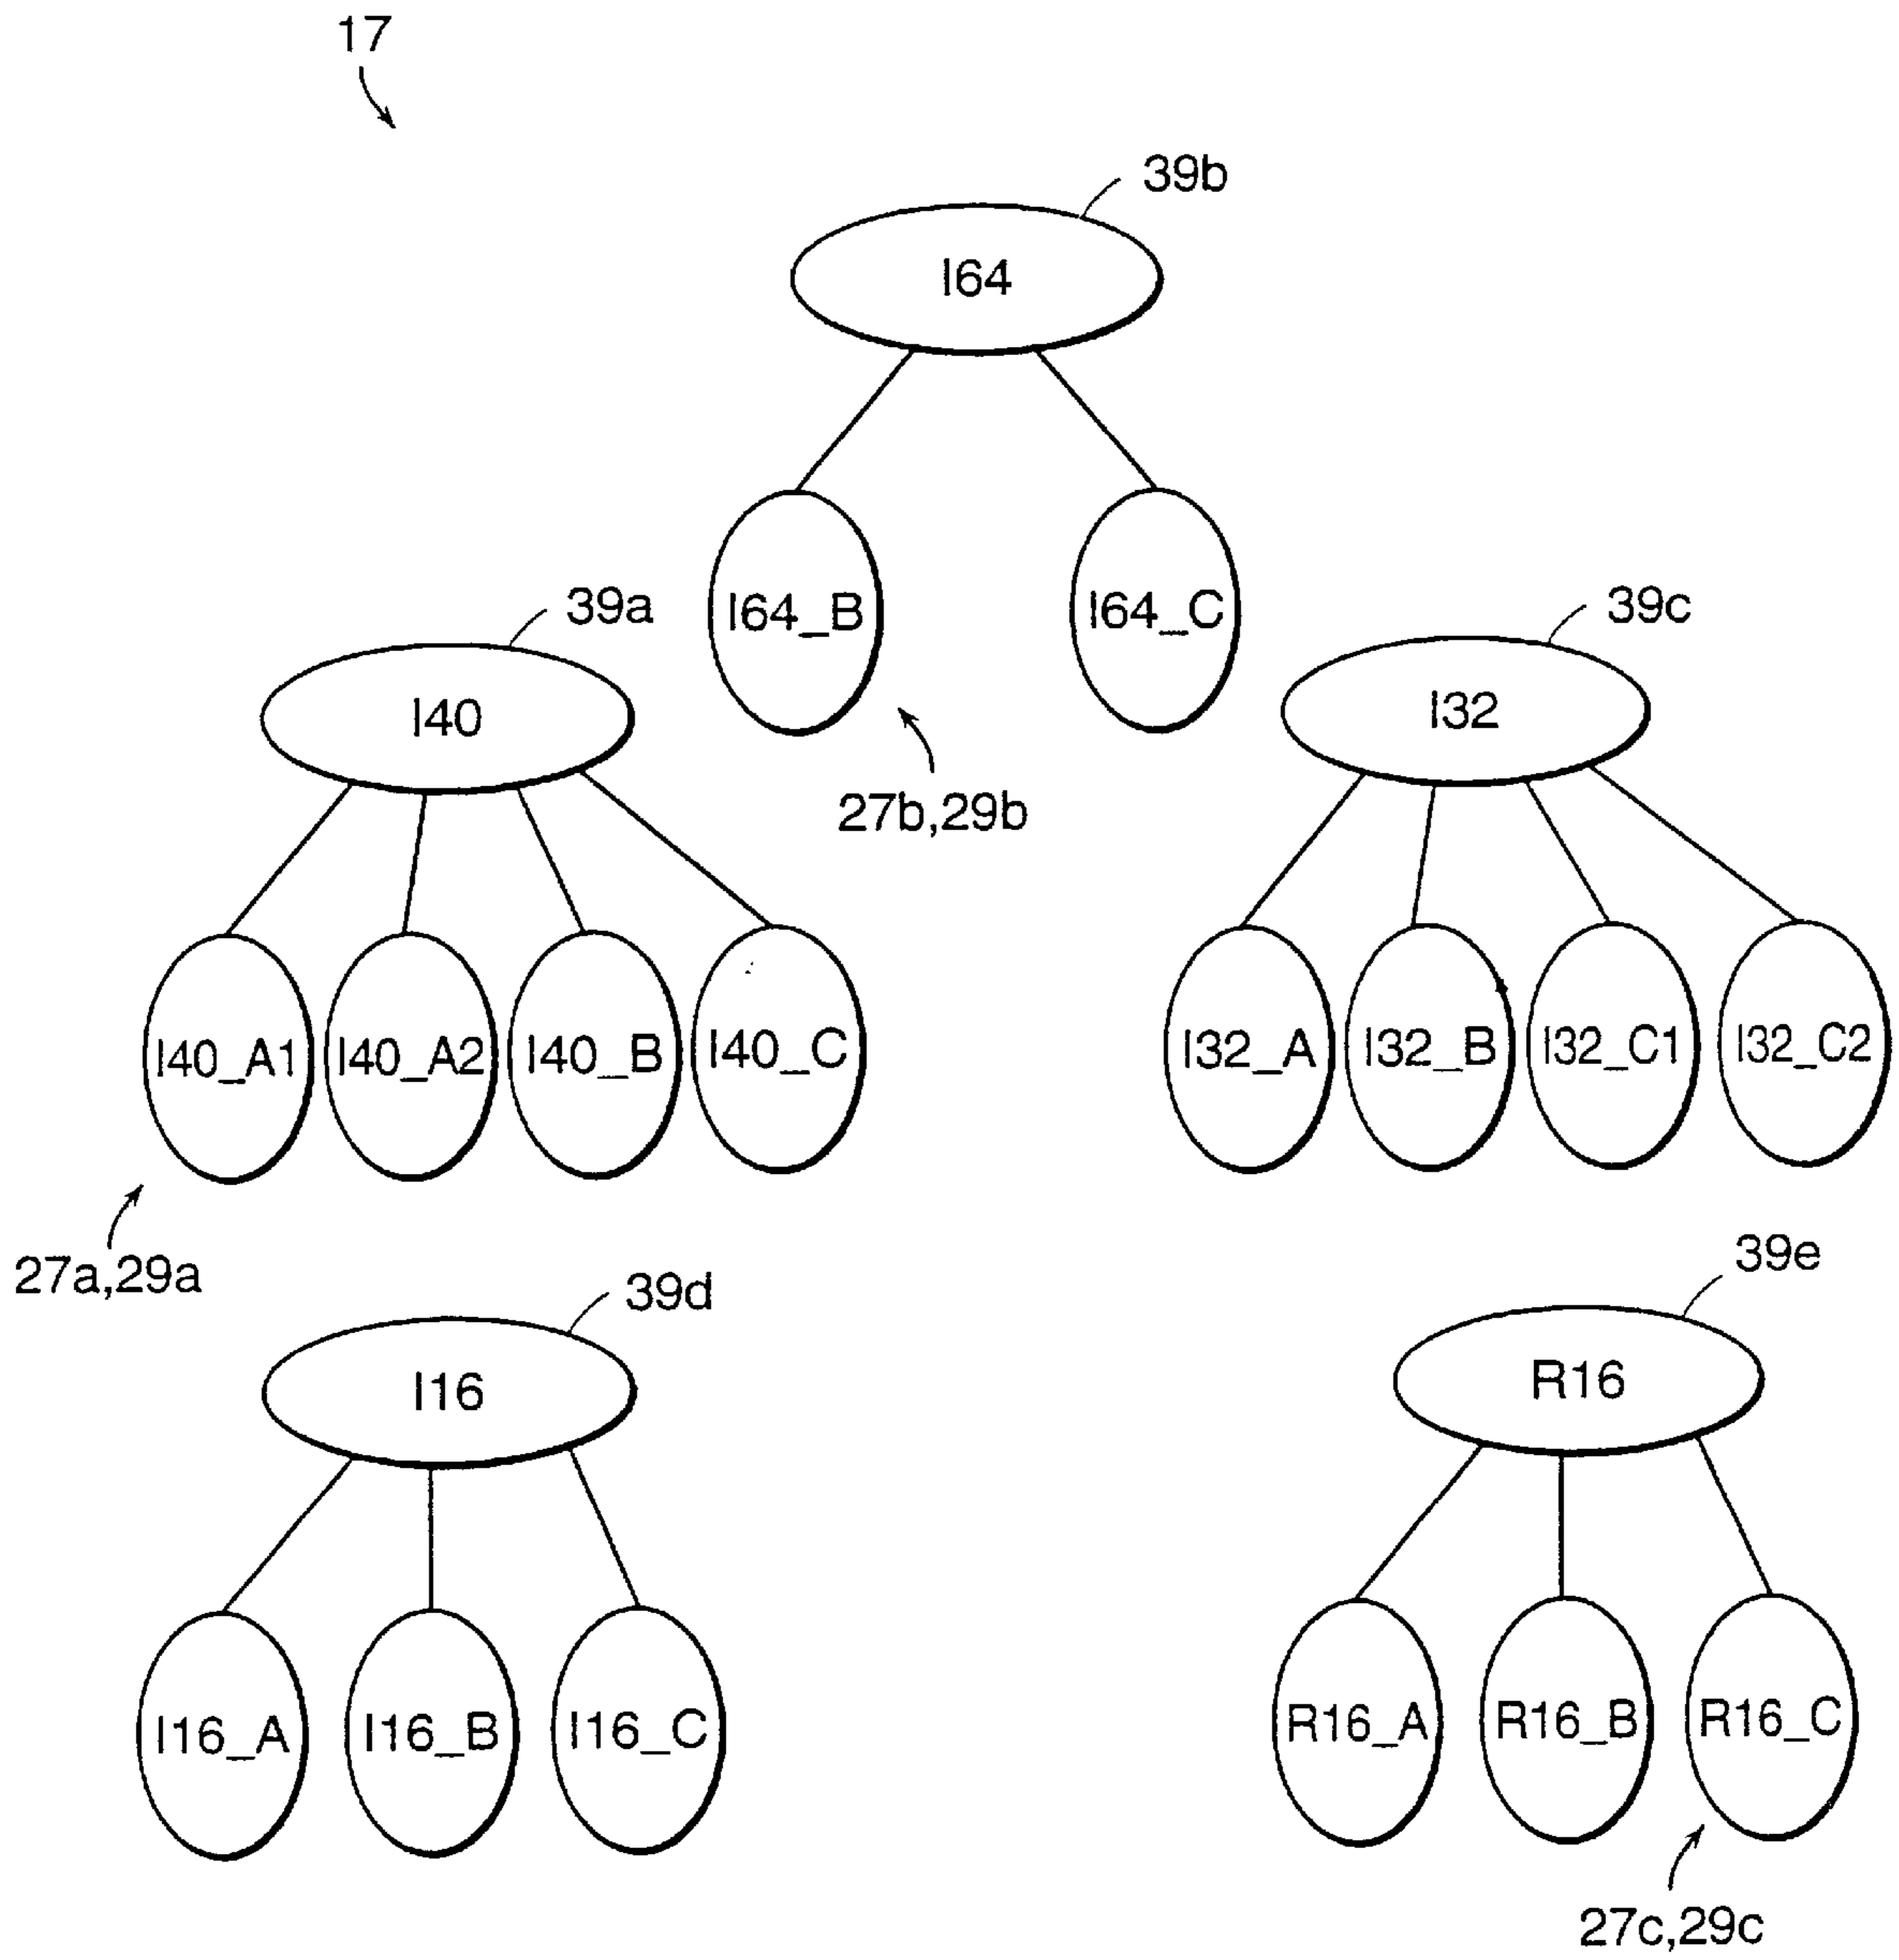 17
39b
I64
I64_B
I64_C
39a
39c
I40
I32
27b,29b
I40_A1
I40_A2
I40_B
I40_C
I32_A
I32_B
I32_C1
I32_C2
27a,29a
39d
39e
I16
R16
I16_A
I16_B
I16_C
R16_A
R16_B
R16_C
27c,29c